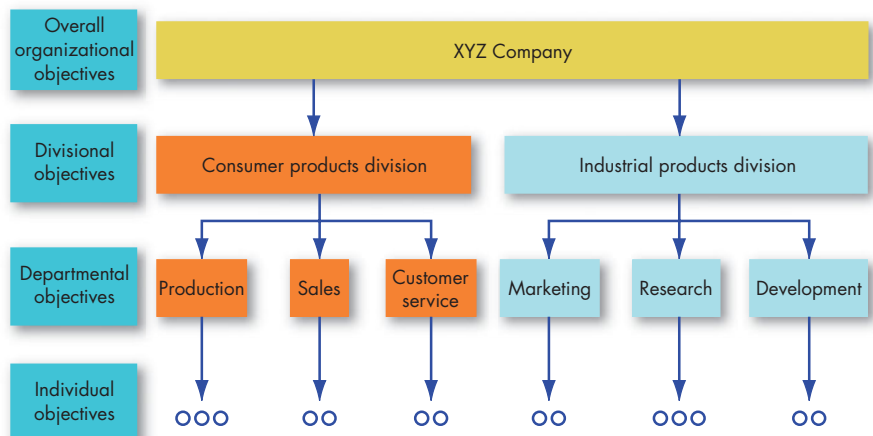 Overall
organizational
objectives
XYZ Company
Divisional
objectives
Consumer products division
Industrial products division
Departmental
objectives
Production
Sales
Customer
service
Marketing
Research
Development
Individual
objectives